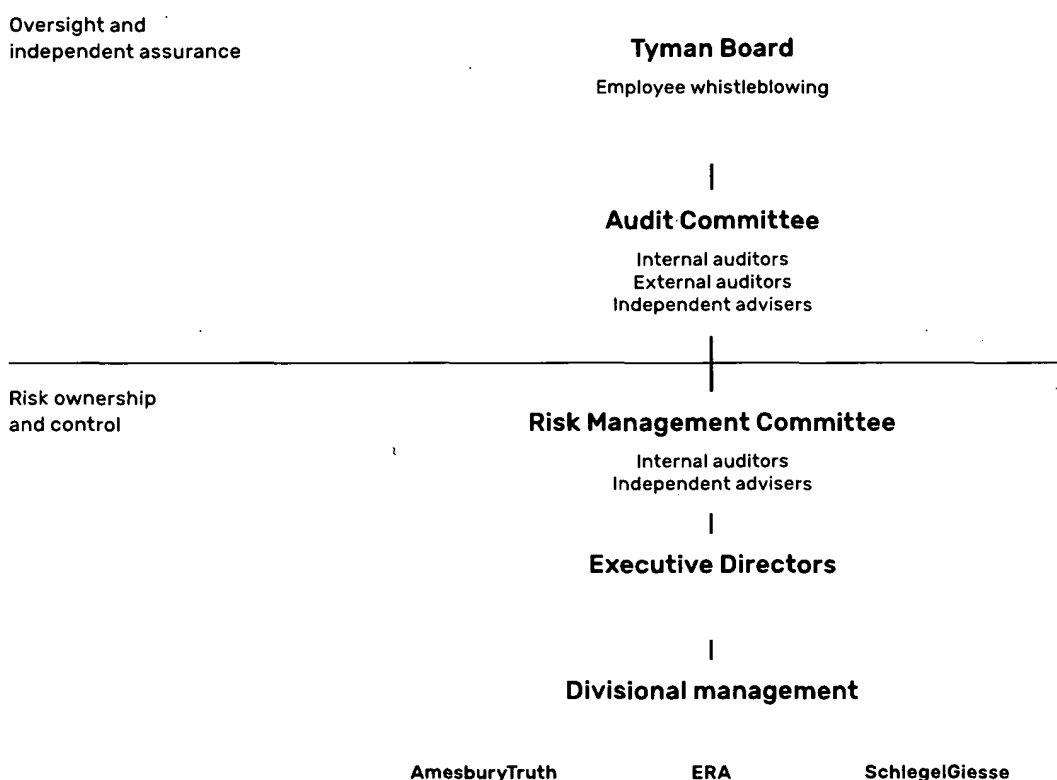 Oversight and
independent assurance
Tyman Board
Employee whistleblowing
Audit Committee
Internal auditors
External auditors
Independent advisers
Risk ownership
and control
Risk Management Committee
Internal auditors
Independent advisers
Executive Directors
Divisional management
AmesburyTruth ERA SchlegelGiesse